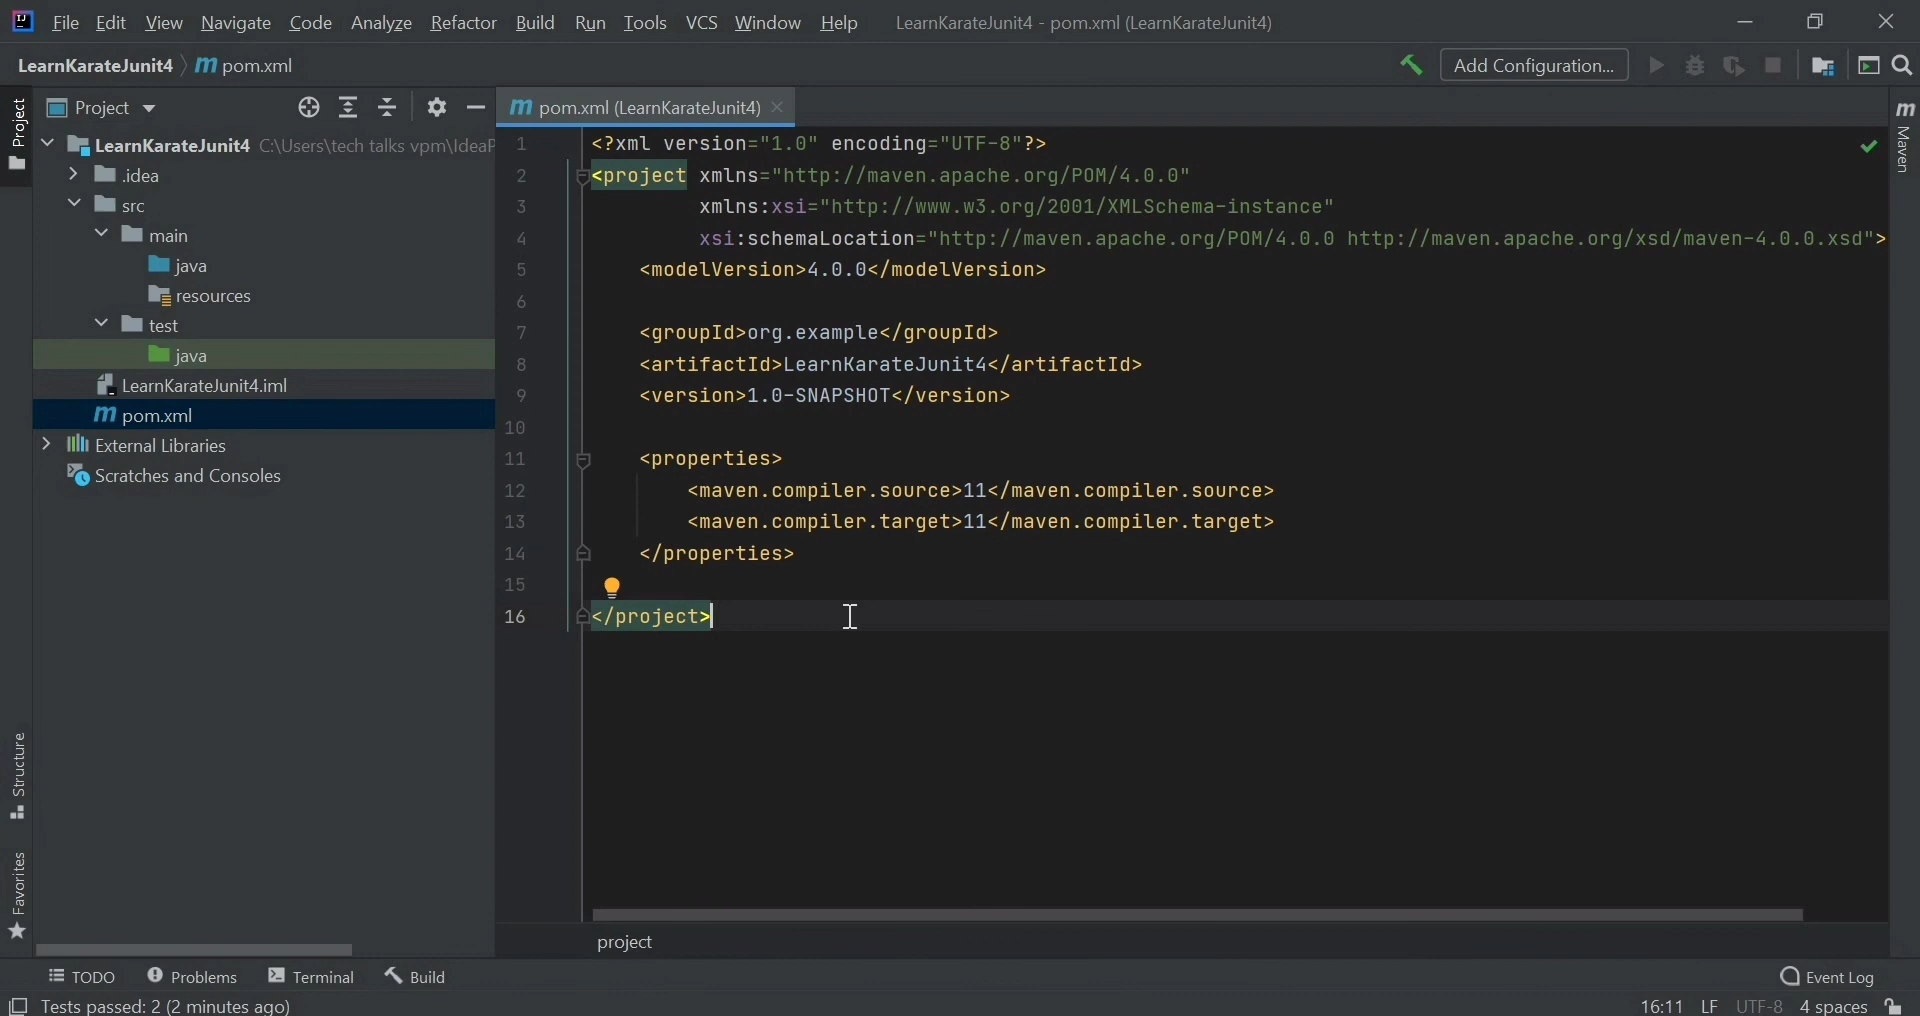 File Edit View Navigate Code Analyze Refactor Build Run Tools VCS Window Help LearnKarateJunit4 - pom.xml (LearnKarateJunit4)
LearnKarateJunit4 m pom.xml Add Configuration...
Project
Project
pom.xml (LearnKarateJunit4)
Maven
LearnKarateJunit4 C:\Users\tech talks vpm\IdeaP
.idea
src
main
java
resources
test
java
LearnKarateJunit4.iml
pom.xml
External Libraries
Scratches and Consoles
1 <?xml version="1.0" encoding="UTF-8"?>
2 <project xmlns="http://maven.apache.org/POM/4.0.0"
3 xmlns:xsi="http://www.w3.org/2001/XMLSchema-instance"
4 xsi:schemaLocation="http://maven.apache.org/POM/4.0.0 http://maven.apache.org/xsd/maven-4.0.0.xsd">
5 <modelVersion>4.0.0</modelVersion>
6
7 <groupId>org.example</groupId>
8 <artifactId>LearnKarateJunit4</artifactId>
9 <version>1.0-SNAPSHOT</version>
10
11 <properties>
12 <maven.compiler.source>11</maven.compiler.source>
13 <maven.compiler.target>11</maven.compiler.target>
14 </properties>
15
16 </project>
Structure
Favorites
project
TODO Problems Terminal Build Event Log
Tests passed: 2 (2 minutes ago) 16:11 LF UTF-8 4 spaces